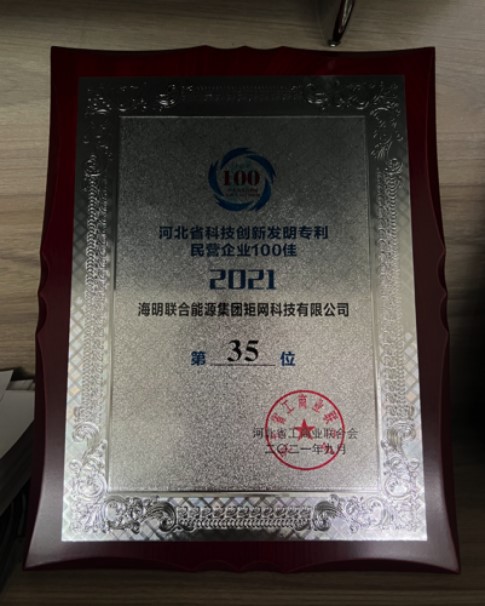 100
河北省科技创新发明专利
民营企业100佳
2021
海明联合能源集团矩网科技有限公司
第 35 位
河北省工商业联合会
二〇二一年九月